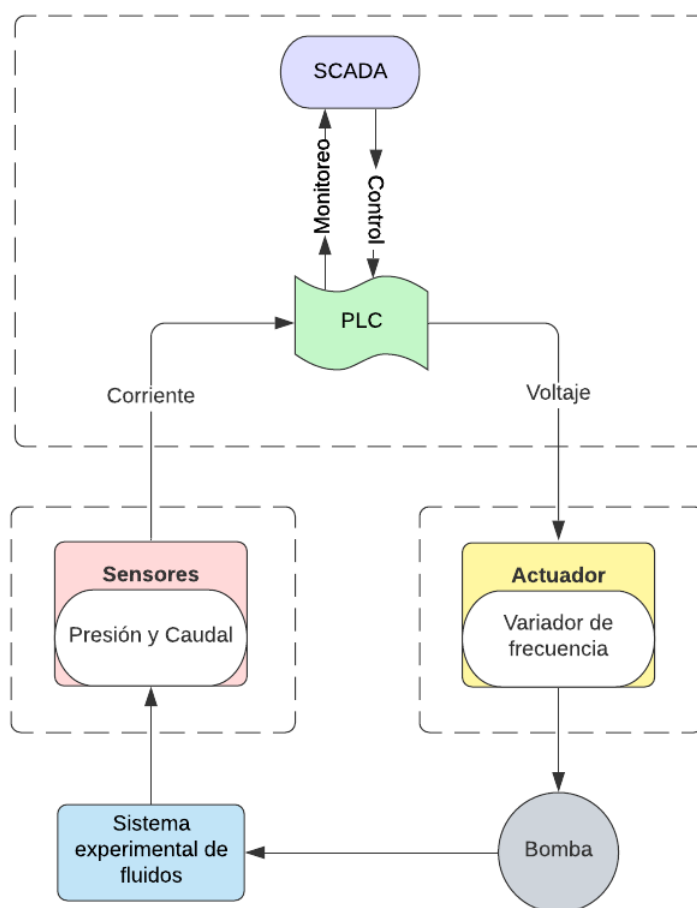 SCADA
Monitoreo
Control
PLC
Corriente
Voltaje
Sensores
Presión y Caudal
Actuador
Variador de
frecuencia
Sistema
experimental de
fluidos
Bomba